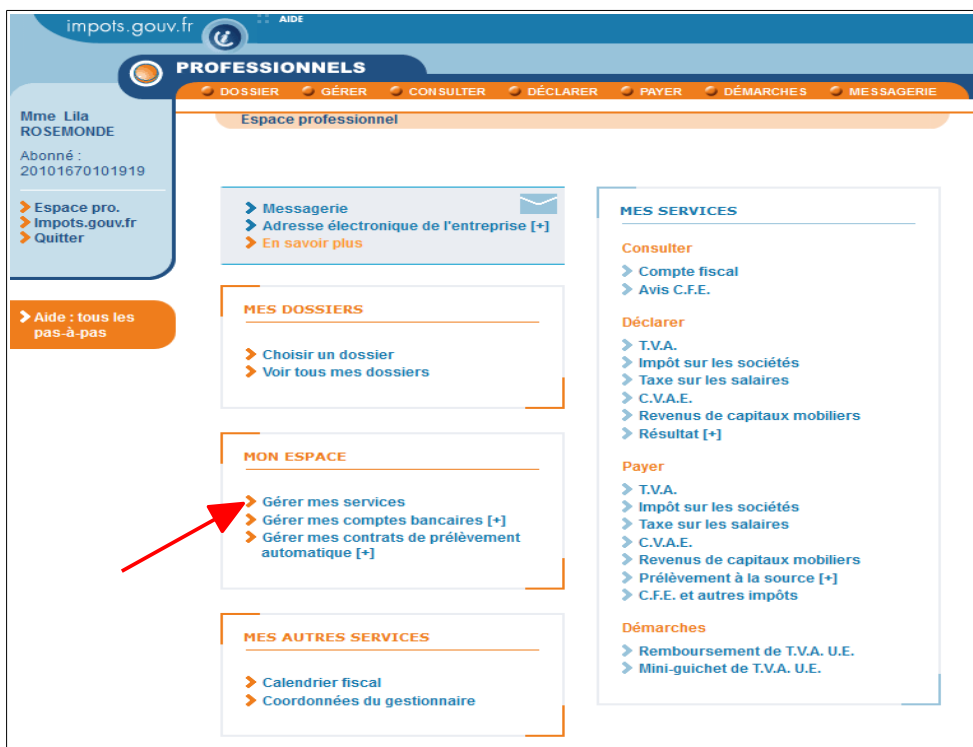 impots.gouv.fr
AIDE
PROFESSIONNELS
DOSSIER GÉRER CONSULTER DÉCLARER PAYER DÉMARCHES MESSAGERIE
Mme Lila
ROSEMONDE
Abonné :
20101670101919
Espace pro.
Impots.gouv.fr
Quitter
Aide : tous les
pas-à-pas
Espace professionnel
Messagerie
Adresse électronique de l'entreprise [+]
En savoir plus
MES DOSSIERS
Choisir un dossier
Voir tous mes dossiers
MON ESPACE
Gérer mes services
Gérer mes comptes bancaires [+]
Gérer mes contrats de prélèvement
automatique [+]
MES AUTRES SERVICES
Calendrier fiscal
Coordonnées du gestionnaire
MES SERVICES
Consulter
Compte fiscal
Avis C.F.E.
Déclarer
T.V.A.
Impôt sur les sociétés
Taxe sur les salaires
C.V.A.E.
Revenus de capitaux mobiliers
Résultat [+]
Payer
T.V.A.
Impôt sur les sociétés
Taxe sur les salaires
C.V.A.E.
Revenus de capitaux mobiliers
Prélèvement à la source [+]
C.F.E. et autres impôts
Démarches
Remboursement de T.V.A. U.E.
Mini-guichet de T.V.A. U.E.